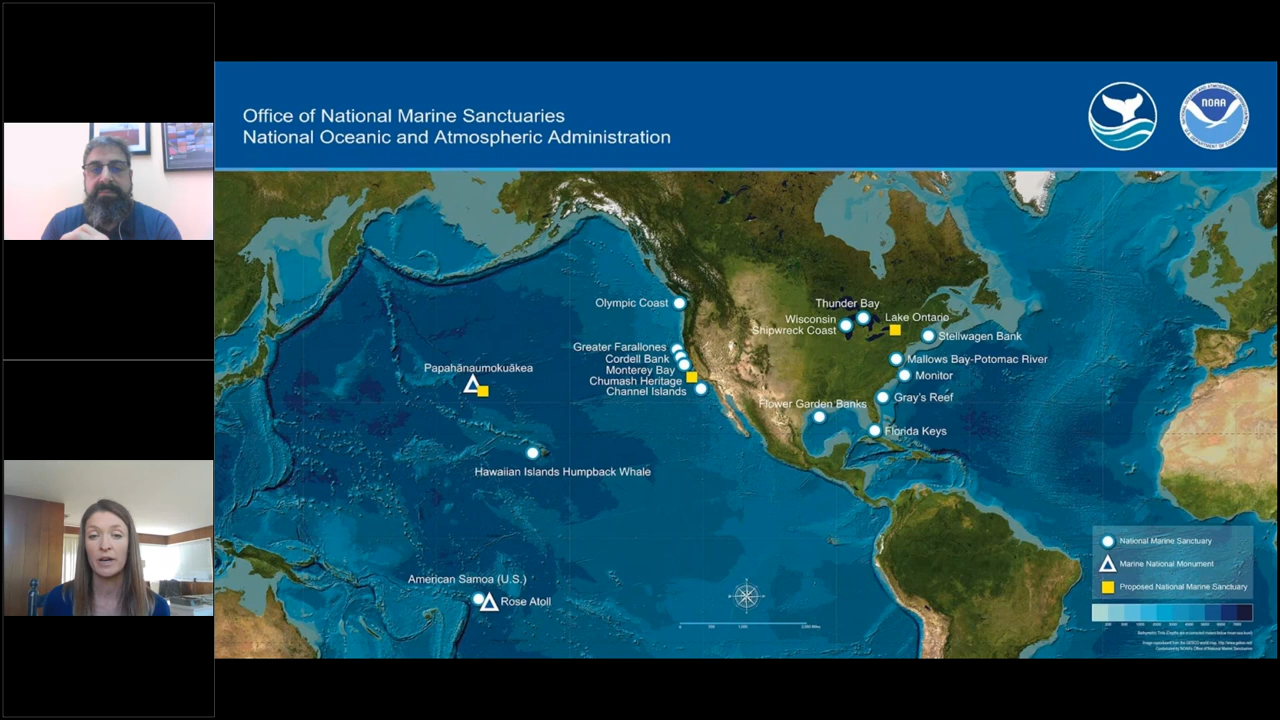 Office of National Marine Sanctuaries
National Oceanic and Atmospheric Administration
NOAA
Olympic Coast
Thunder Bay
Wisconsin
Shipwreck Coast
Lake Ontario
Stellwagen Bank
Greater Farallones
Cordell Bank
Monterey Bay
Chumash Heritage
Channel Islands
Mallows Bay-Potomac River
Monitor
Papahānaumokuākea
Gray's Reef
Flower Garden Banks
Florida Keys
Hawaiian Islands Humpback Whale
American Samoa (U.S.)
Rose Atoll
National Marine Sanctuary
Marine National Monument
Proposed National Marine Sanctuary